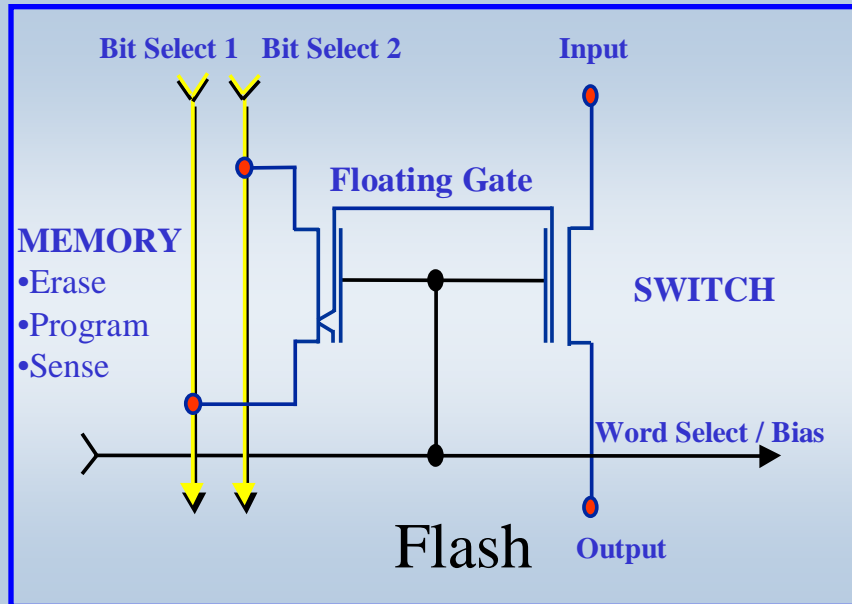 Bit Select 1 Bit Select 2 Input
Floating Gate
MEMORY
•Erase
•Program
•Sense
SWITCH
Word Select / Bias
Flash
Output